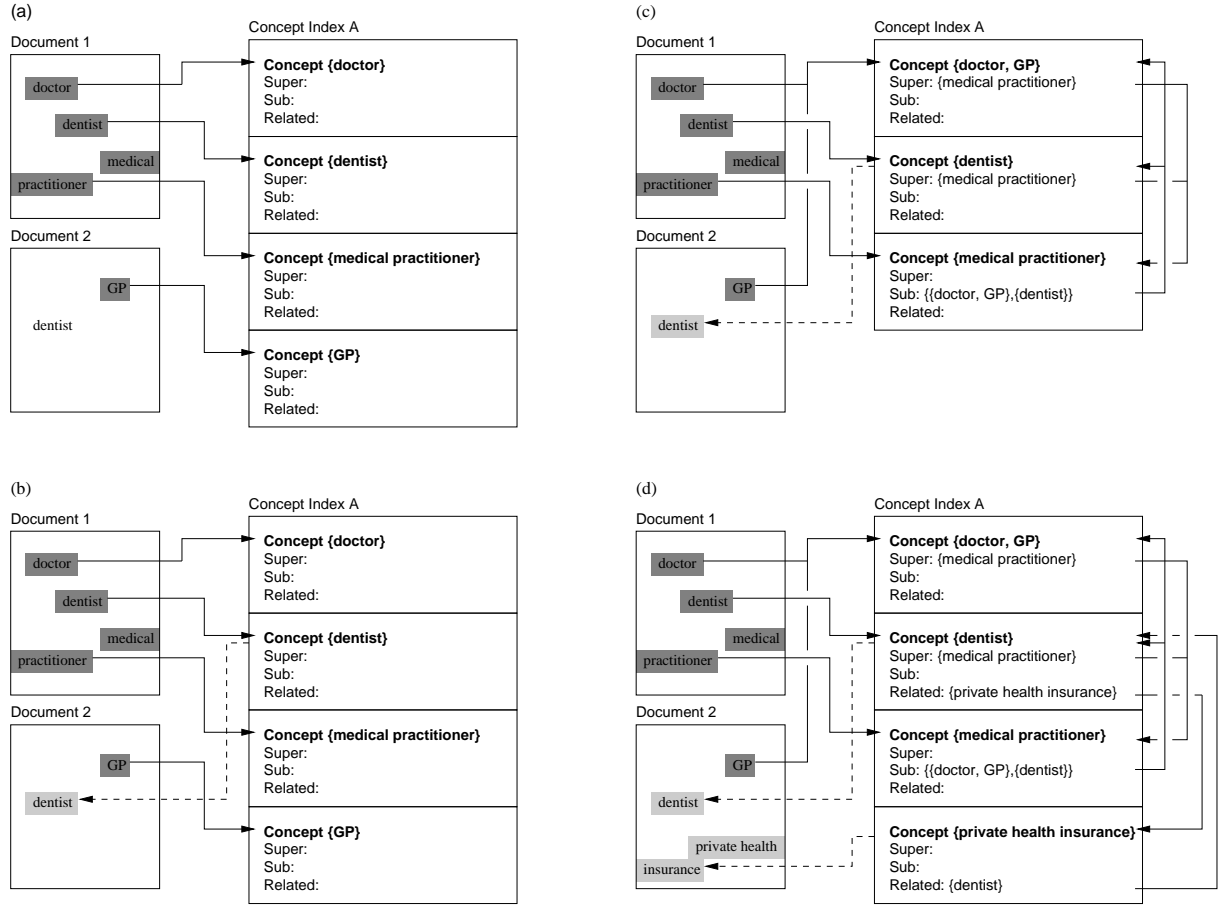 (a)
Concept Index A
Document 1
doctor
dentist
medical
practitioner
Document 2
GP
dentist
Concept {doctor}
Super:
Sub:
Related:
Concept {dentist}
Super:
Sub:
Related:
Concept {medical practitioner}
Super:
Sub:
Related:
Concept {GP}
Super:
Sub:
Related:
(c)
Concept Index A
Document 1
doctor
dentist
medical
practitioner
Document 2
GP
dentist
Concept {doctor, GP}
Super: {medical practitioner}
Sub:
Related:
Concept {dentist}
Super: {medical practitioner}
Sub:
Related:
Concept {medical practitioner}
Super:
Sub: {{doctor, GP},{dentist}}
Related:
(b)
Concept Index A
Document 1
doctor
dentist
medical
practitioner
Document 2
GP
dentist
Concept {doctor}
Super:
Sub:
Related:
Concept {dentist}
Super:
Sub:
Related:
Concept {medical practitioner}
Super:
Sub:
Related:
Concept {GP}
Super:
Sub:
Related:
(d)
Concept Index A
Document 1
doctor
dentist
medical
practitioner
Document 2
GP
dentist
private health
insurance
Concept {doctor, GP}
Super: {medical practitioner}
Sub:
Related:
Concept {dentist}
Super: {medical practitioner}
Sub:
Related: {private health insurance}
Concept {medical practitioner}
Super:
Sub: {{doctor, GP},{dentist}}
Related:
Concept {private health insurance}
Super:
Sub:
Related: {dentist}